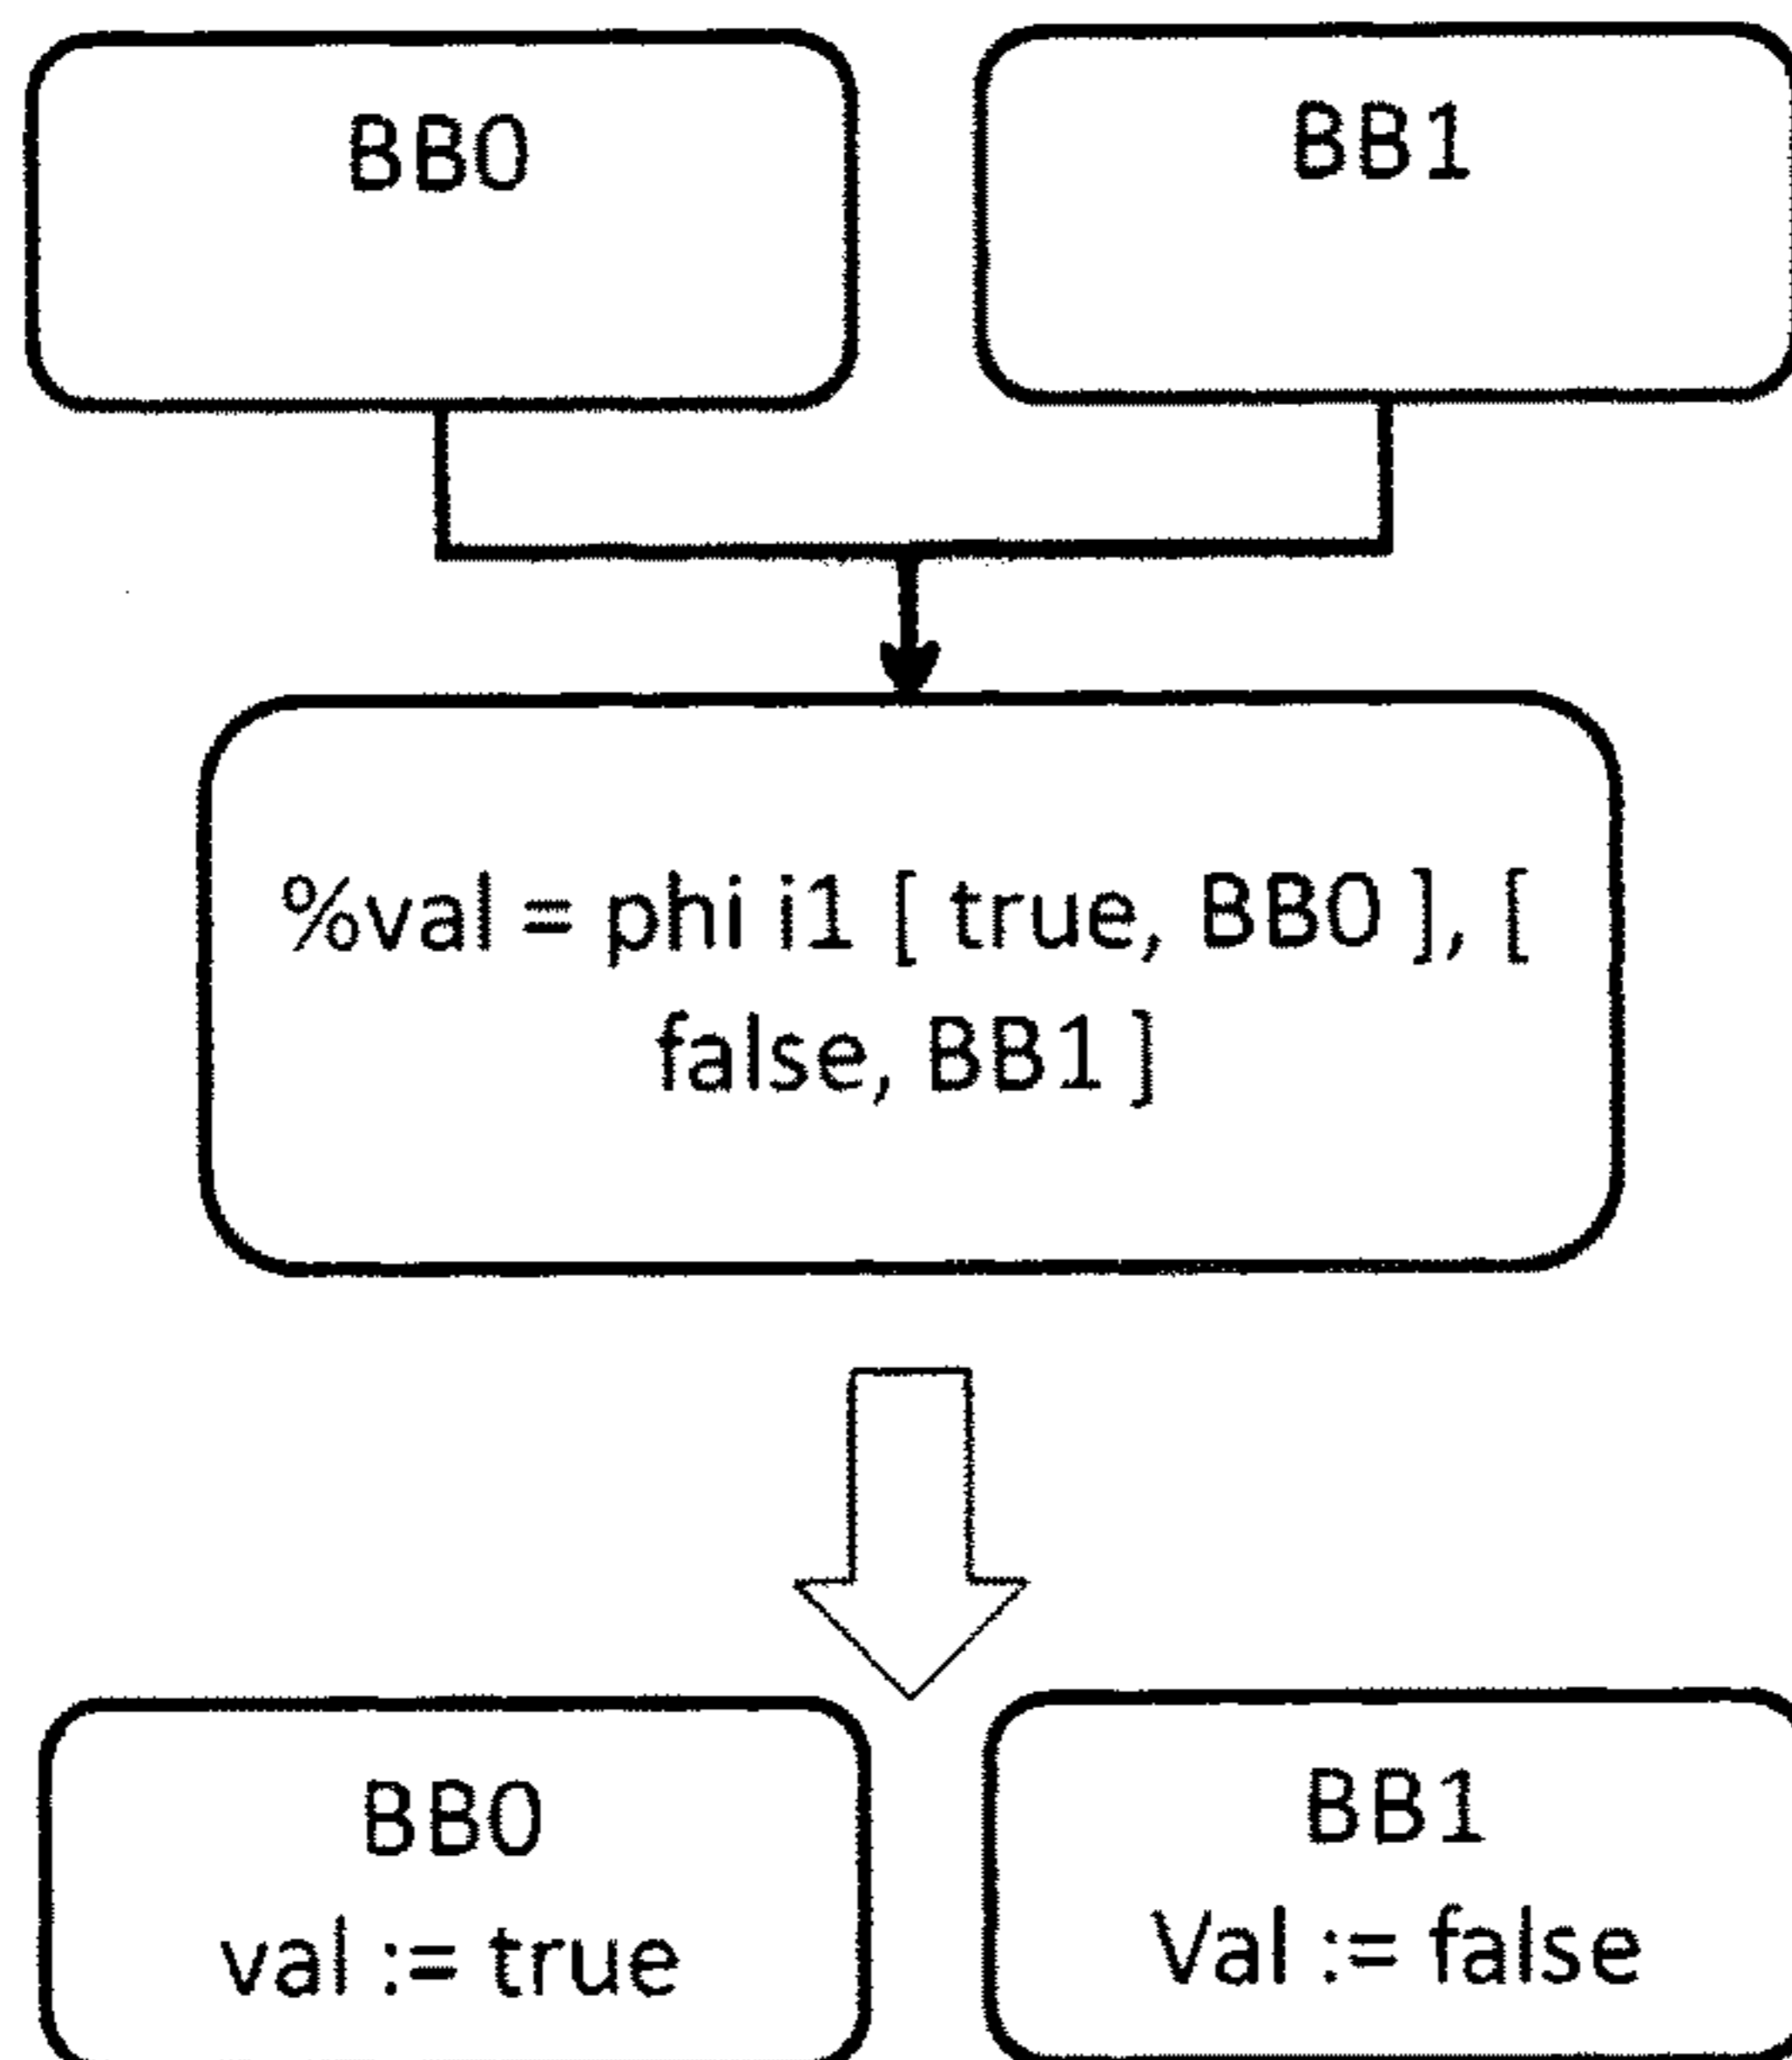 BB0
BB1
%val = phi i1 [ true, BB0 ], [
false, BB1 ]
BB0
val := true
BB1
Val := false